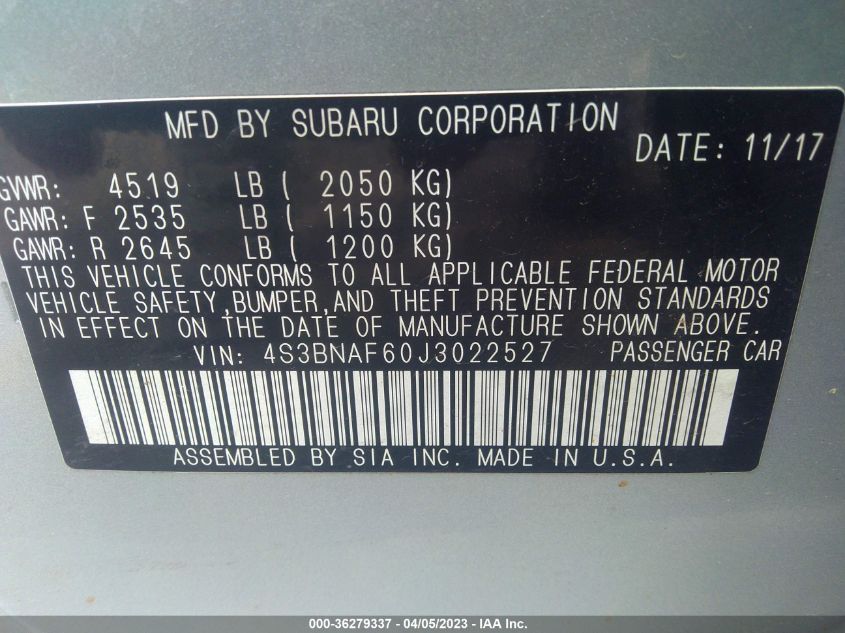 MFD BY SUBARU CORPORATION
DATE: 11/17
GVWR: 4519 LB ( 2050 KG)
GAWR: F 2535 LB ( 1150 KG)
GAWR: R 2645 LB ( 1200 KG)
THIS VEHICLE CONFORMS TO ALL APPLICABLE FEDERAL MOTOR
VEHICLE SAFETY,BUMPER,AND THEFT PREVENTION STANDARDS
IN EFFECT ON THE DATE OF MANUFACTURE SHOWN ABOVE.
VIN: 4S3BNAF60J3022527 PASSENGER CAR
ASSEMBLED BY SIA INC. MADE IN U.S.A.
000-36279337 - 04/05/2023 - IAA Inc.